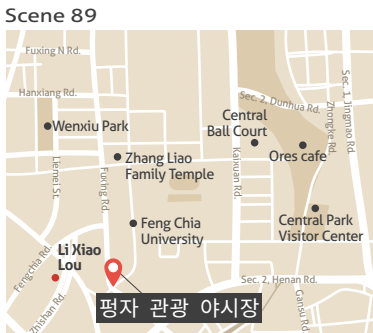 Scene 89
Fuxing N Rd.
Hanxiang Rd.
Sec. 2, Dunhua Rd.
Sec. 1, Jingmao Rd.
Zhongke Rd.
Wenxiu Park
Central
Ball Court
Ores cafe
Zhang Liao
Family Temple
Liemei St.
Fuxing Rd.
Kaixuan Rd.
Feng Chia
University
Central Park
Visitor Center
Li Xiao
Lou
Fengchia Rd.
Zhishan Rd.
Sec. 2, Henan Rd.
Gansu Rd.
펑자 관광 야시장